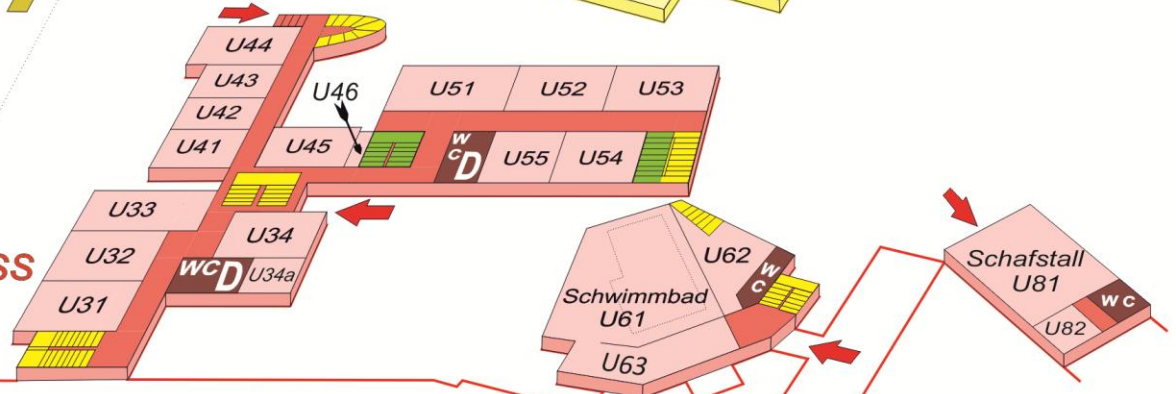 U44
U43
U42
U41
U46
U45
U51
U52
U53
WC D
U55
U54
U33
U32
U31
U34
WC D
U34a
SS
Schwimmbad
U61
U62
WC
U63
Schafstall
U81
U82
WC